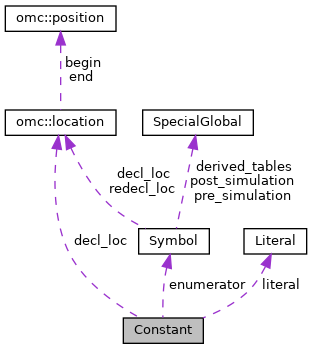 omc::position
begin
end
omc::location
SpecialGlobal
decl_loc
redecl_loc
derived_tables
post_simulation
pre_simulation
decl_loc
Symbol
Literal
enumerator
literal
Constant